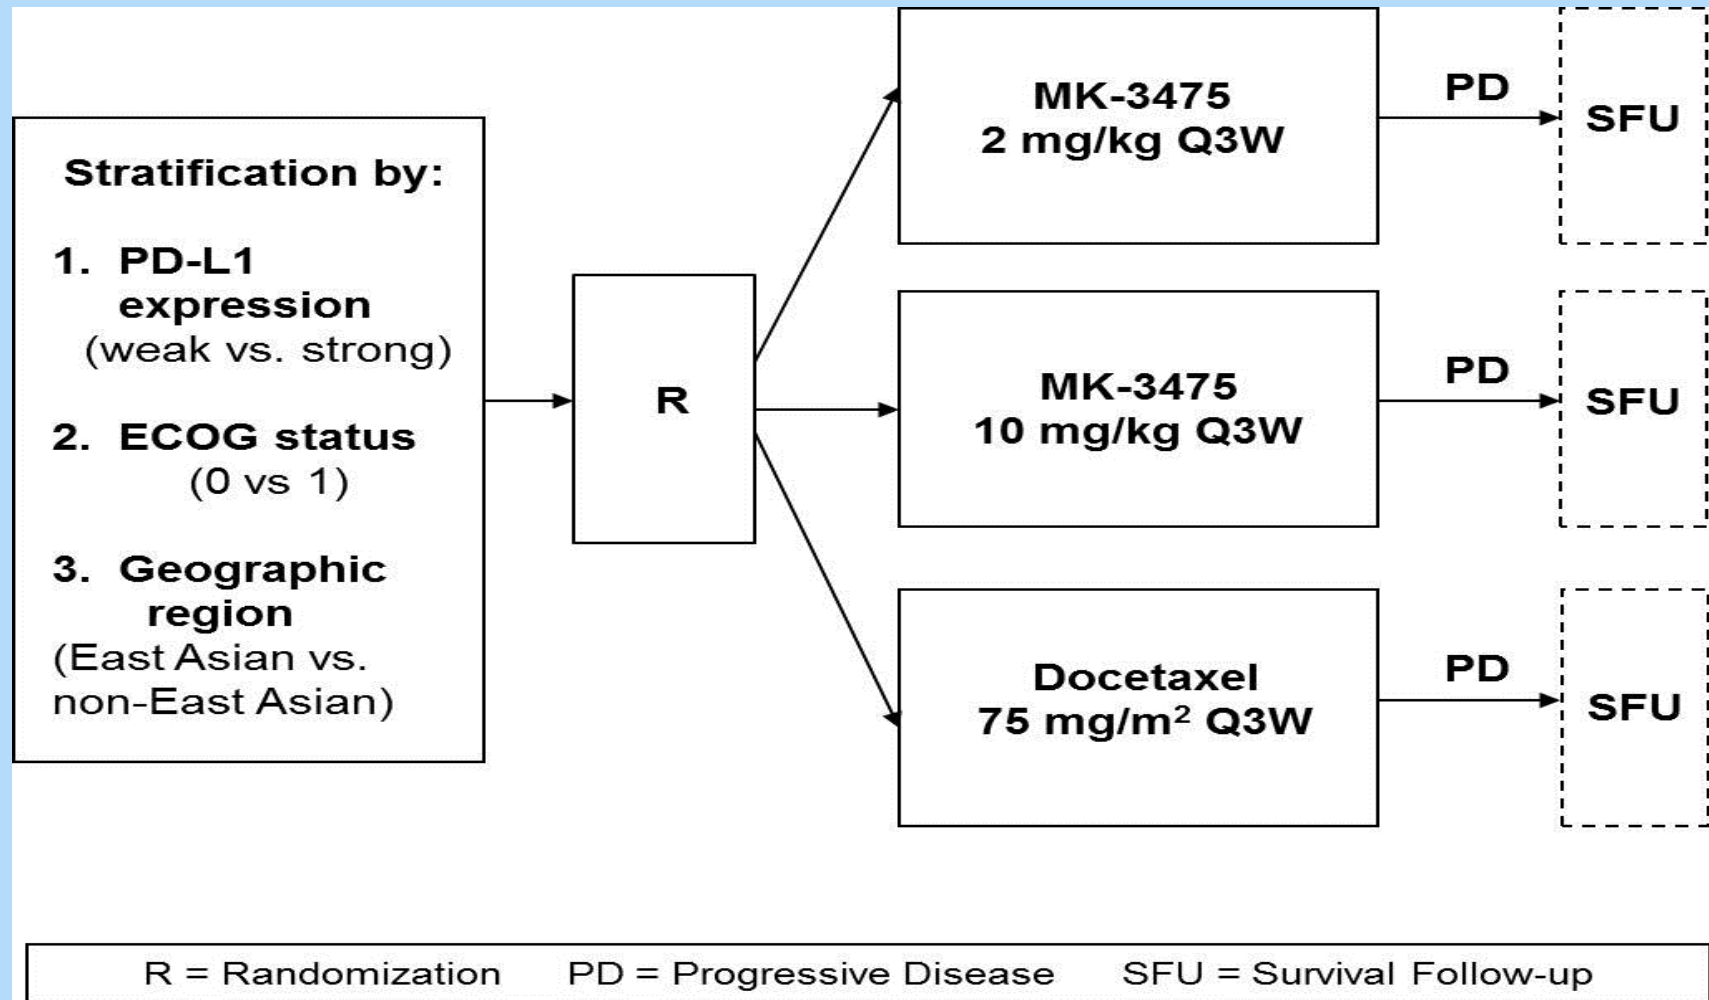 Stratification by:
1. PD-L1
expression
(weak vs. strong)
2. ECOG status
(0 vs 1)
3. Geographic
region
(East Asian vs.
non-East Asian)
R
MK-3475
2 mg/kg Q3W
PD
SFU
MK-3475
10 mg/kg Q3W
PD
SFU
Docetaxel
75 mg/m² Q3W
PD
SFU
R = Randomization PD = Progressive Disease SFU = Survival Follow-up